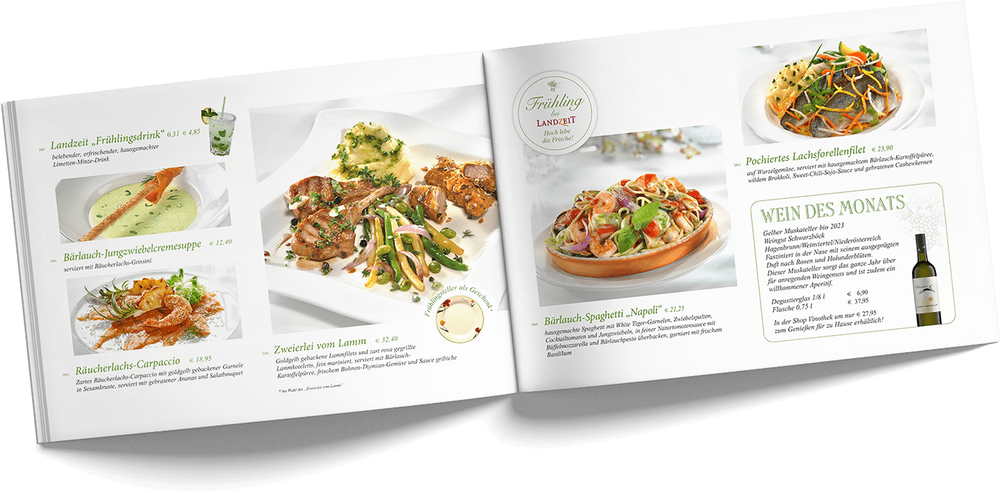 387
Landzeit „Frühlingsdrink“ 0,3 l € 4,85
belebender, erfrischender, hausgemachter
Limetten-Minze-Drink
Bärlauch-Jungzwiebelcremesuppe € 12,40
serviert mit Räucherlachs-Grissini
382
Räucherlachs-Carpaccio € 18,95
Zartes Räucherlachs-Carpaccio mit goldgelb gebackener Garnele
in Sesamkruste, serviert mit gebratener Ananas und Salatbouquet
Frühlingsteller als Geschenk*
Zweierlei vom Lamm € 32,40
Goldgelb gebackene Lammfilets und zart rosa gegrillte
Lammkoteletts, fein mariniert, serviert mit Bärlauch-
Kartoffelpüree, frischem Bohnen-Thymian-Gemüse und Sauce gribiche
* bei Wahl des „Zweierlei vom Lamm“
Frühling
bei
LANDZEIT
Hoch lebe
die Frische!
384
Bärlauch-Spaghetti „Napoli“ € 21,25
hausgemachte Spaghetti mit White Tiger-Garnelen, Zwiebelspalten,
Cocktailtomaten und Jungzwiebeln, in feiner Naturtomatensauce mit
Büffelmozzarella und Bärlauchpesto überbacken, garniert mit frischem
Basilikum
Pochiertes Lachsforellenfilet € 23,90
auf Wurzelgemüse, serviert mit hausgemachtem Bärlauch-Kartoffelpüree,
wildem Brokkoli, Sweet-Chili-Soja-Sauce und gebratenen Cashewkernen
WEIN DES MONATS
Gelber Muskateller bio 2023
Weingut Schwarzböck
Hagenbrunn/Weinviertel/Niederösterreich
Fasziniert in der Nase mit seinem ausgeprägten
Duft nach Rosen und Holunderblüten.
Dieser Muskateller sorgt das ganze Jahr über
für anregenden Weingenuss und ist zudem ein
willkommener Aperitif.
Degustierglas 1/8 l € 6,90
Flasche 0,75 l € 37,95
In der Shop Vinothek um nur € 27,95
zum Genießen für zu Hause erhältlich!